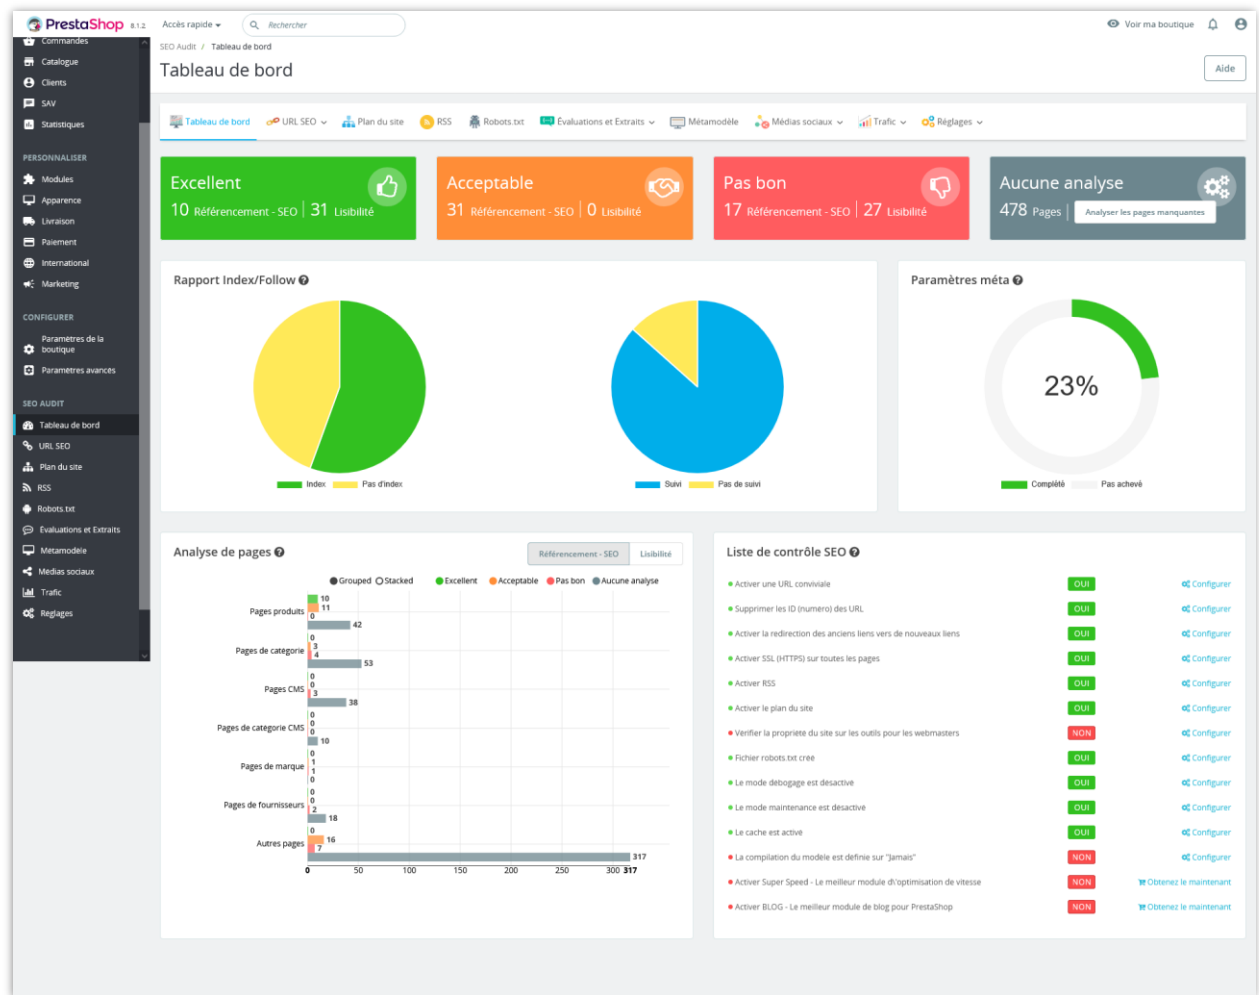 PrestaShop 8.1.2
Accès rapide
Rechercher
Voir ma boutique
Commandes
Catalogue
Clients
SAV
Statistiques
PERSONNALISER
Modules
Apparence
Livraison
Paiement
International
Marketing
CONFIGURER
Paramètres de la
boutique
Paramètres avancés
SEO AUDIT
Tableau de bord
URL SEO
Plan du site
RSS
Robots.txt
Évaluations et Extraits
Métamodèle
Médias sociaux
Trafic
Réglages
SEO Audit / Tableau de bord
Tableau de bord
Aide
Tableau de bord URL SEO Plan du site RSS Robots.txt Évaluations et Extraits Métamodèle Médias sociaux Trafic Réglages
Excellent
10 Référencement - SEO | 31 Lisibilité
Acceptable
31 Référencement - SEO | 0 Lisibilité
Pas bon
17 Référencement - SEO | 27 Lisibilité
Aucune analyse
478 Pages | Analyser les pages manquantes
Rapport Index/Follow
Index Pas d'index
Suivi Pas de suivi
Paramètres méta
23%
Complété Pas achevé
Analyse de pages
Référencement - SEO Lisibilité
Grouped Stacked Excellent Acceptable Pas bon Aucune analyse
Pages produits
10
11
0
42
Pages de catégorie
0
3
4
53
Pages CMS
0
0
3
38
Pages de catégorie CMS
0
0
0
10
Pages de marque
0
1
1
0
Pages de fournisseurs
0
0
2
18
Autres pages
0
16
7
317
0 50 100 150 200 250 300 317
Liste de contrôle SEO
Activer une URL conviviale OUI Configurer
Supprimer les ID (numéro) des URL OUI Configurer
Activer la redirection des anciens liens vers de nouveaux liens OUI Configurer
Activer SSL (HTTPS) sur toutes les pages OUI Configurer
Activer RSS OUI Configurer
Activer le plan du site OUI Configurer
Vérifier la propriété du site sur les outils pour les webmasters NON Configurer
Fichier robots.txt créé OUI Configurer
Le mode débogage est désactivé OUI Configurer
Le mode maintenance est désactivé OUI Configurer
Le cache est activé OUI Configurer
La compilation du modèle est définie sur "Jamais" NON Configurer
Activer Super Speed - Le meilleur module d\'optimisation de vitesse NON Obtenez le maintenant
Activer BLOG - Le meilleur module de blog pour PrestaShop NON Obtenez le maintenant